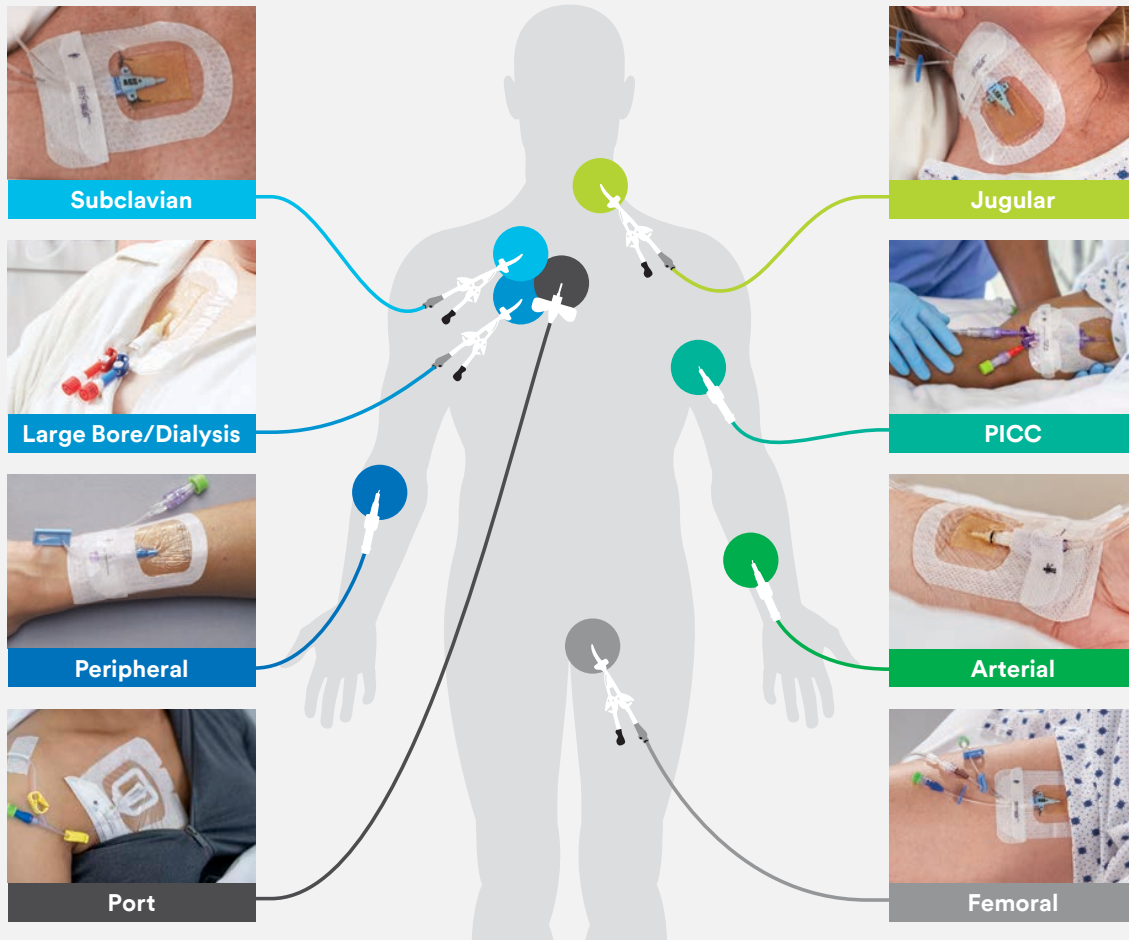 Subclavian
Jugular
Large Bore/Dialysis
PICC
Peripheral
Arterial
Port
Femoral